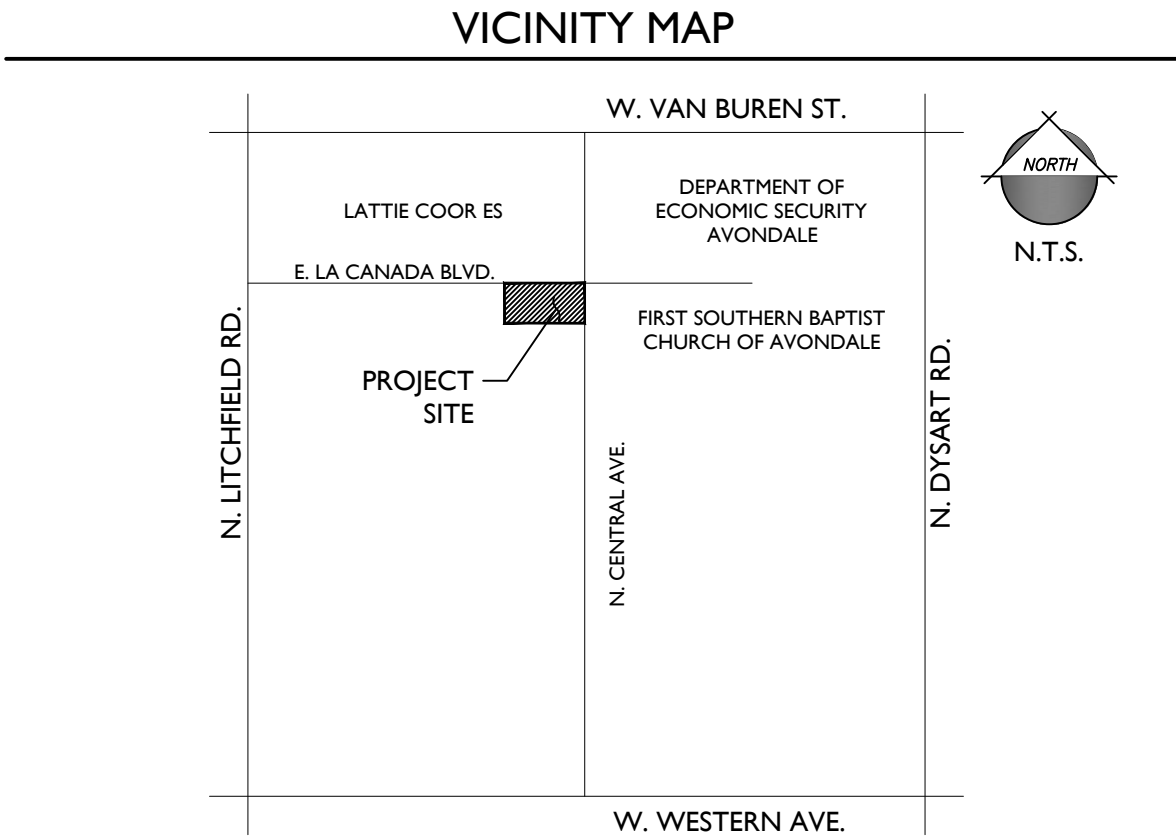 VICINITY MAP
W. VAN BUREN ST.
NORTH
N.T.S.
LATTIE COOR ES
DEPARTMENT OF
ECONOMIC SECURITY
AVONDALE
E. LA CANADA BLVD.
FIRST SOUTHERN BAPTIST
CHURCH OF AVONDALE
PROJECT
SITE
N. LITCHFIELD RD.
N. CENTRAL AVE.
N. DYSART RD.
W. WESTERN AVE.